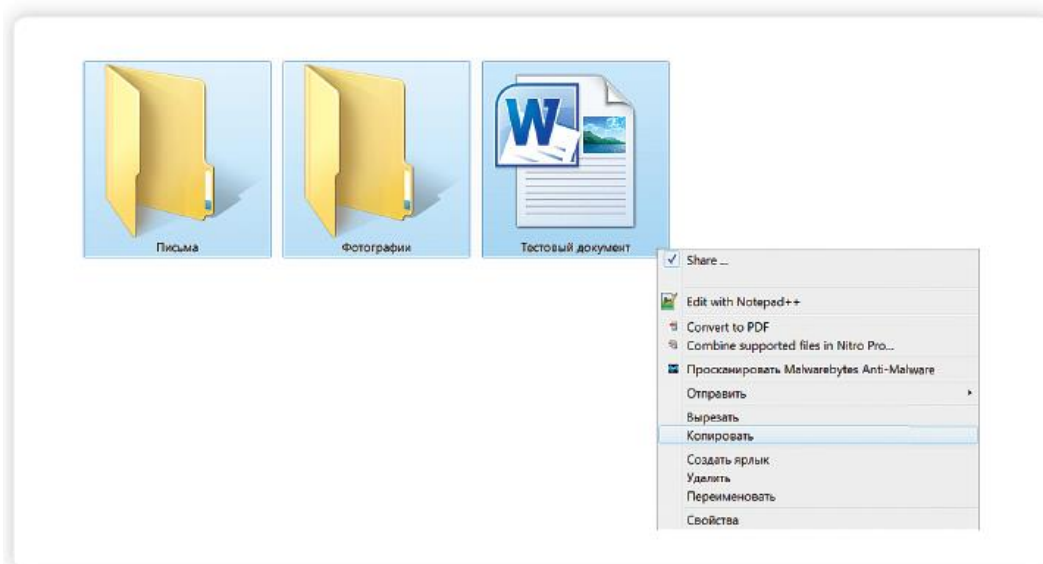 Письма
Фотографии
Тестовый документ
Share ...
Edit with Notepad++
Convert to PDF
Combine supported files in Nitro Pro...
Просканировать Malwarebytes Anti-Malware
Отправить
Вырезать
Копировать
Создать ярлык
Удалить
Переименовать
Свойства